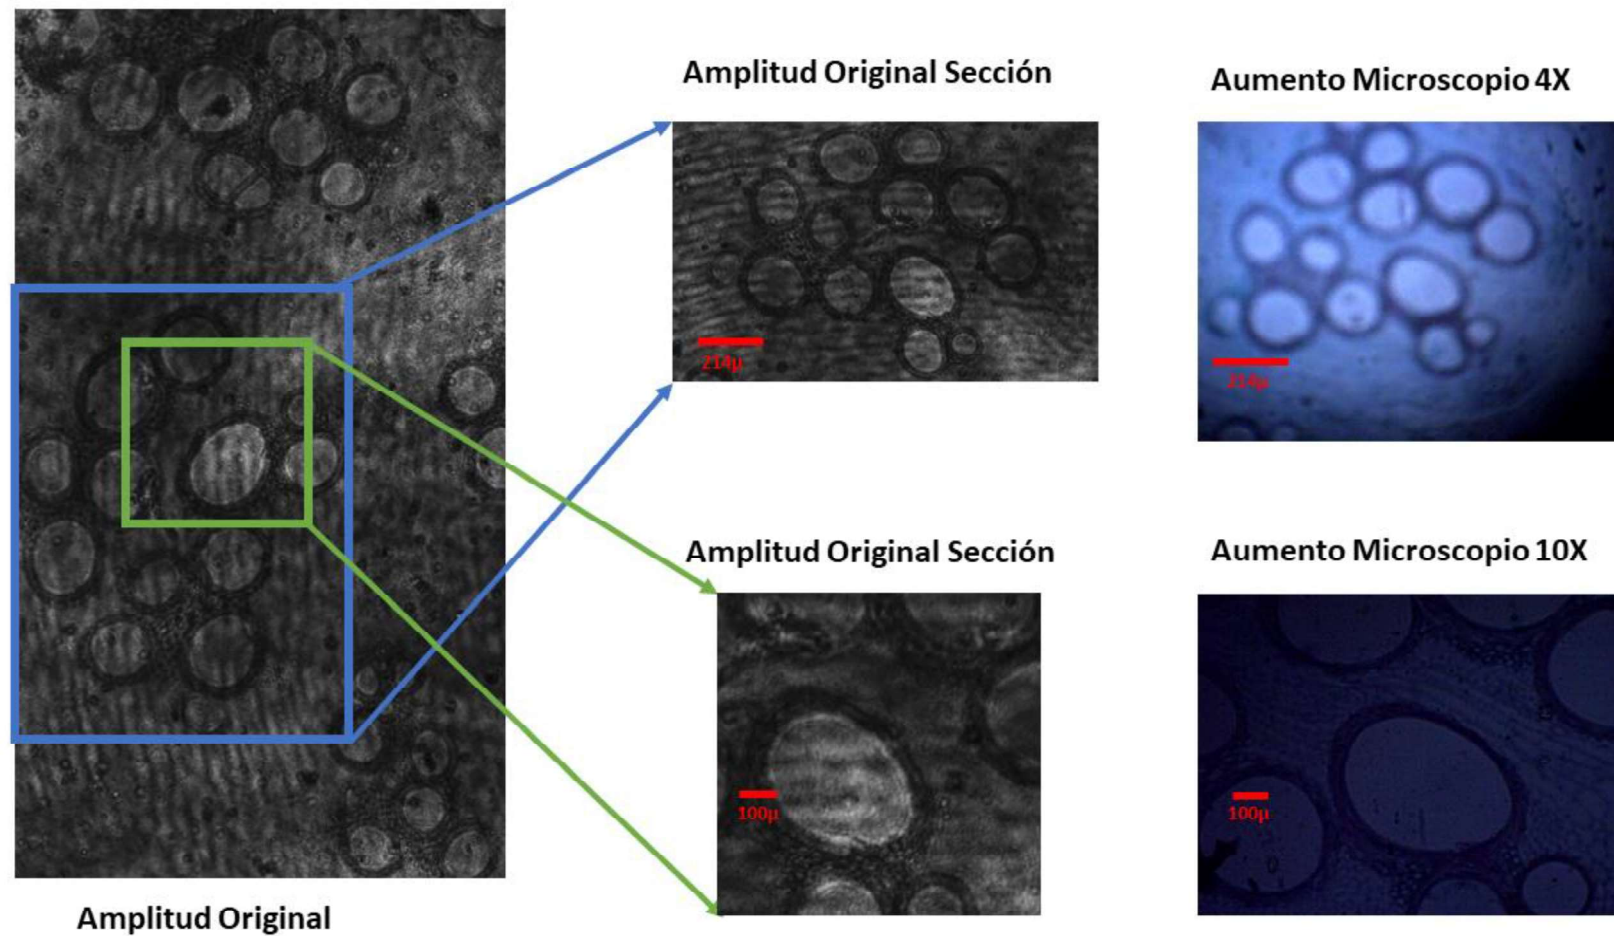 Amplitud Original Sección
Aumento Microscopio 4X
214μ
214μ
Amplitud Original Sección
Aumento Microscopio 10X
100μ
100μ
Amplitud Original